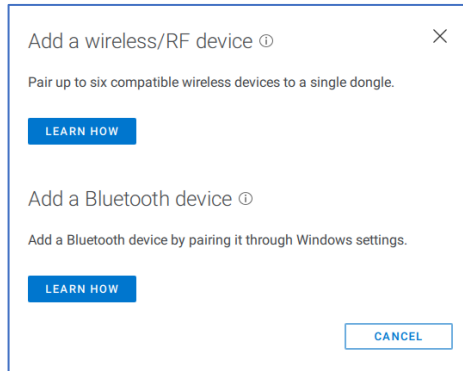 Add a wireless/RF device
Pair up to six compatible wireless devices to a single dongle.
LEARN HOW
Add a Bluetooth device
Add a Bluetooth device by pairing it through Windows settings.
LEARN HOW
CANCEL